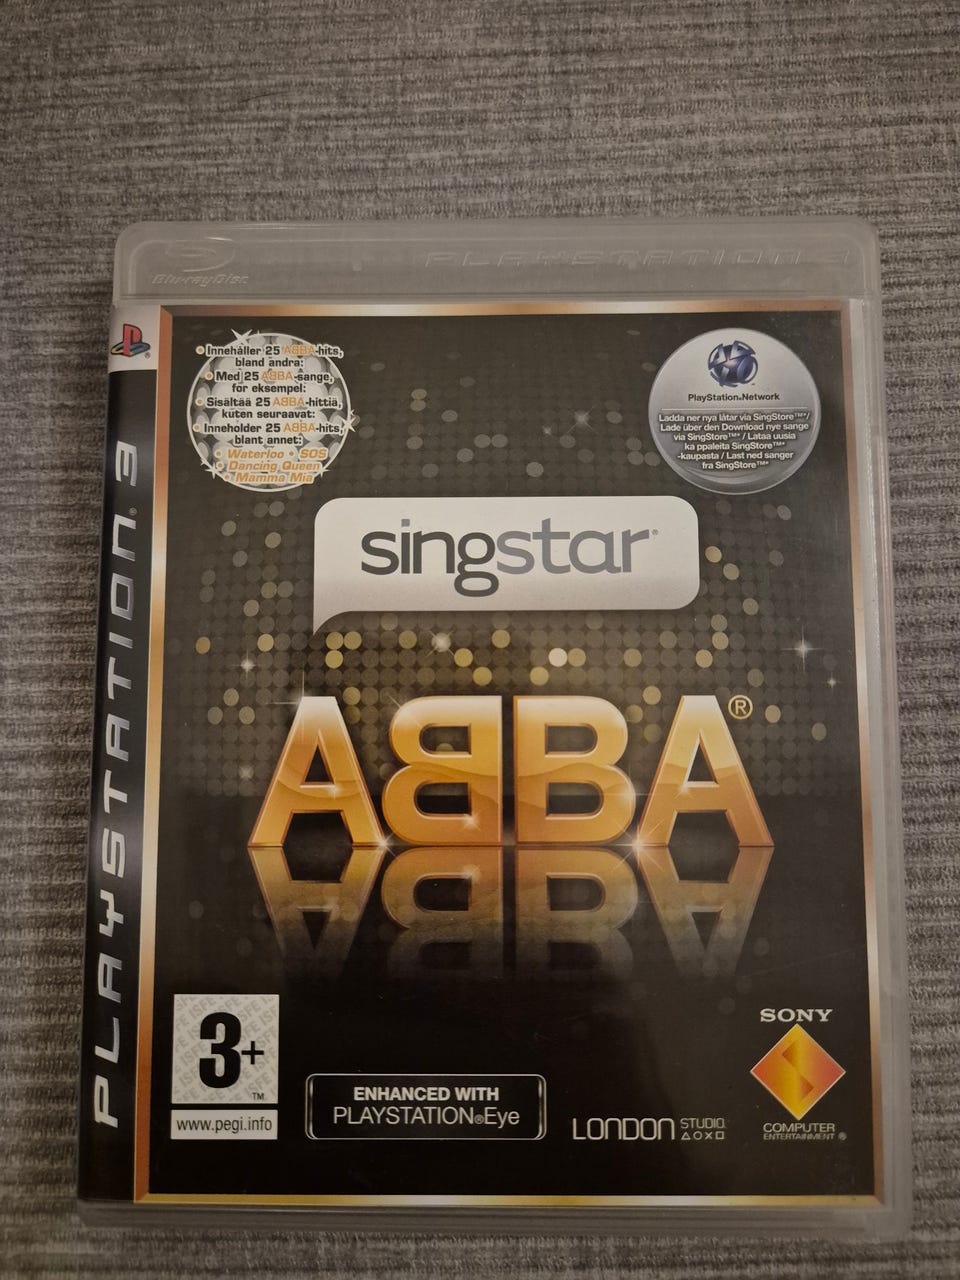 Blu-ray Disc
PLAYSTATION 3
PLAYSTATION 3
• Innehåller 25 ABBA-hits,
bland andra:
• Med 25 ABBA-sange,
for eksempel:
• Sisältää 25 ABBA-hittiä,
kuten seuraavat:
• Inneholder 25 ABBA-hits,
blant annet:
• Waterloo • SOS
• Dancing Queen
• Mamma Mia
PlayStation®Network
Ladda ner nya låtar via SingStore™*/
Lade über den Download nye sange
via SingStore™* / Lataa uusia
ka ppaleita SingStore™*
-kaupasta / Last ned sanger
fra SingStore™*
singstar®
ABBA®
3+™
www.pegi.info
ENHANCED WITH
PLAYSTATION®Eye
LONDON STUDIO
SONY
COMPUTER
ENTERTAINMENT®